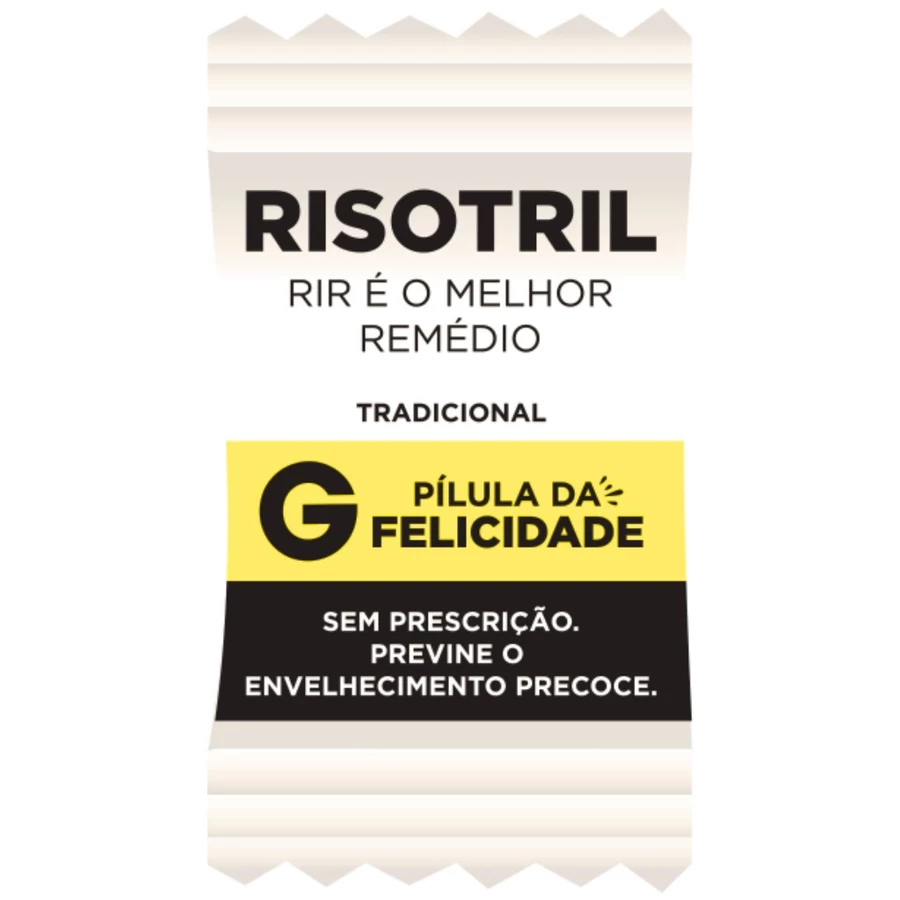 RISOTRIL
RIR É O MELHOR
REMÉDIO
TRADICIONAL
G
PÍLULA DA
FELICIDADE
SEM PRESCRIÇÃO.
PREVINE O
ENVELHECIMENTO PRECOCE.